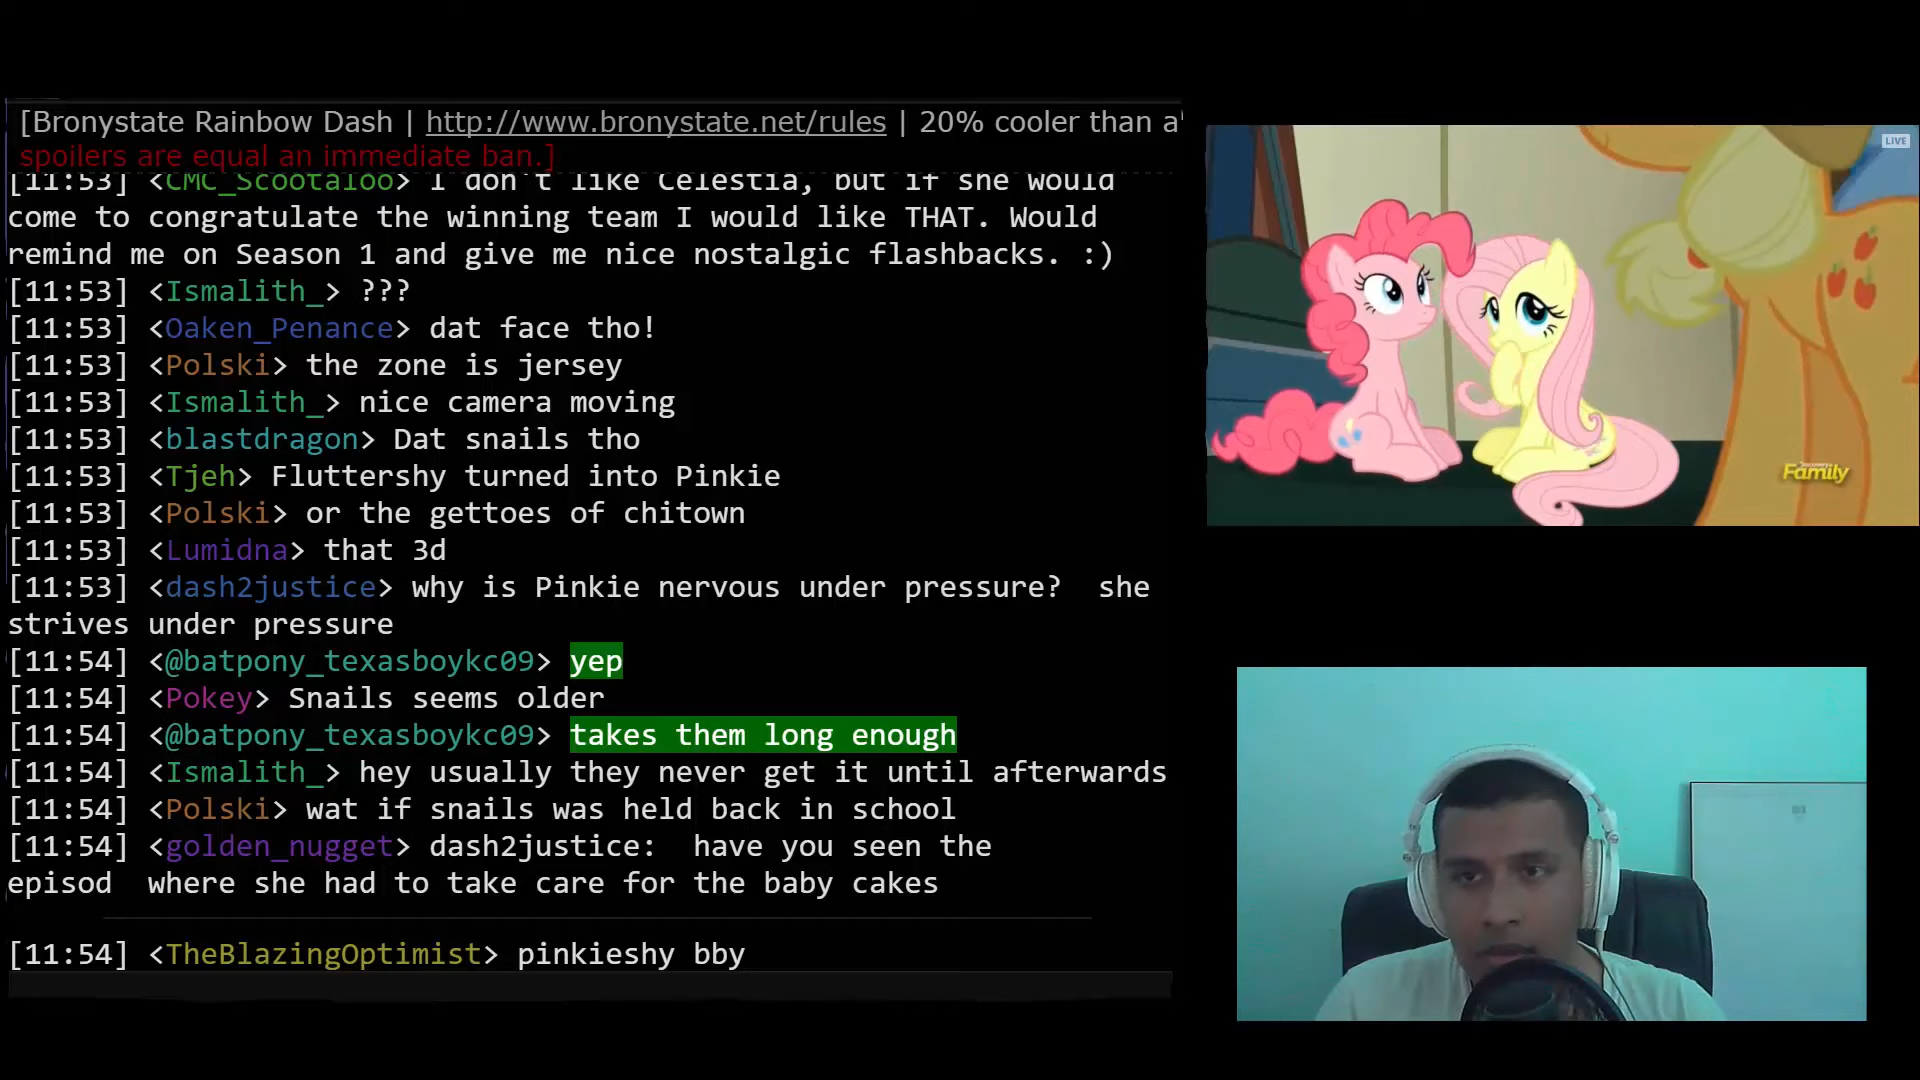 [Bronystate Rainbow Dash | http://www.bronystate.net/rules | 20% cooler than a
spoilers are equal an immediate ban.]
[11:53] <CMC_Scootaloo> I don't like Celestia, but if she would
come to congratulate the winning team I would like THAT. Would
remind me on Season 1 and give me nice nostalgic flashbacks. :)
[11:53] <Ismalith_> ???
[11:53] <Oaken_Penance> dat face tho!
[11:53] <Polski> the zone is jersey
[11:53] <Ismalith_> nice camera moving
[11:53] <blastdragon> Dat snails tho
[11:53] <Tjeh> Fluttershy turned into Pinkie
[11:53] <Polski> or the gettoes of chitown
[11:53] <Lumidna> that 3d
[11:53] <dash2justice> why is Pinkie nervous under pressure?  she
strives under pressure
[11:54] <@batpony_texasboykc09> yep
[11:54] <Pokey> Snails seems older
[11:54] <@batpony_texasboykc09> takes them long enough
[11:54] <Ismalith_> hey usually they never get it until afterwards
[11:54] <Polski> wat if snails was held back in school
[11:54] <golden_nugget> dash2justice:  have you seen the
episod  where she had to take care for the baby cakes
[11:54] <TheBlazingOptimist> pinkieshy bby
LIVE
Discovery
Family